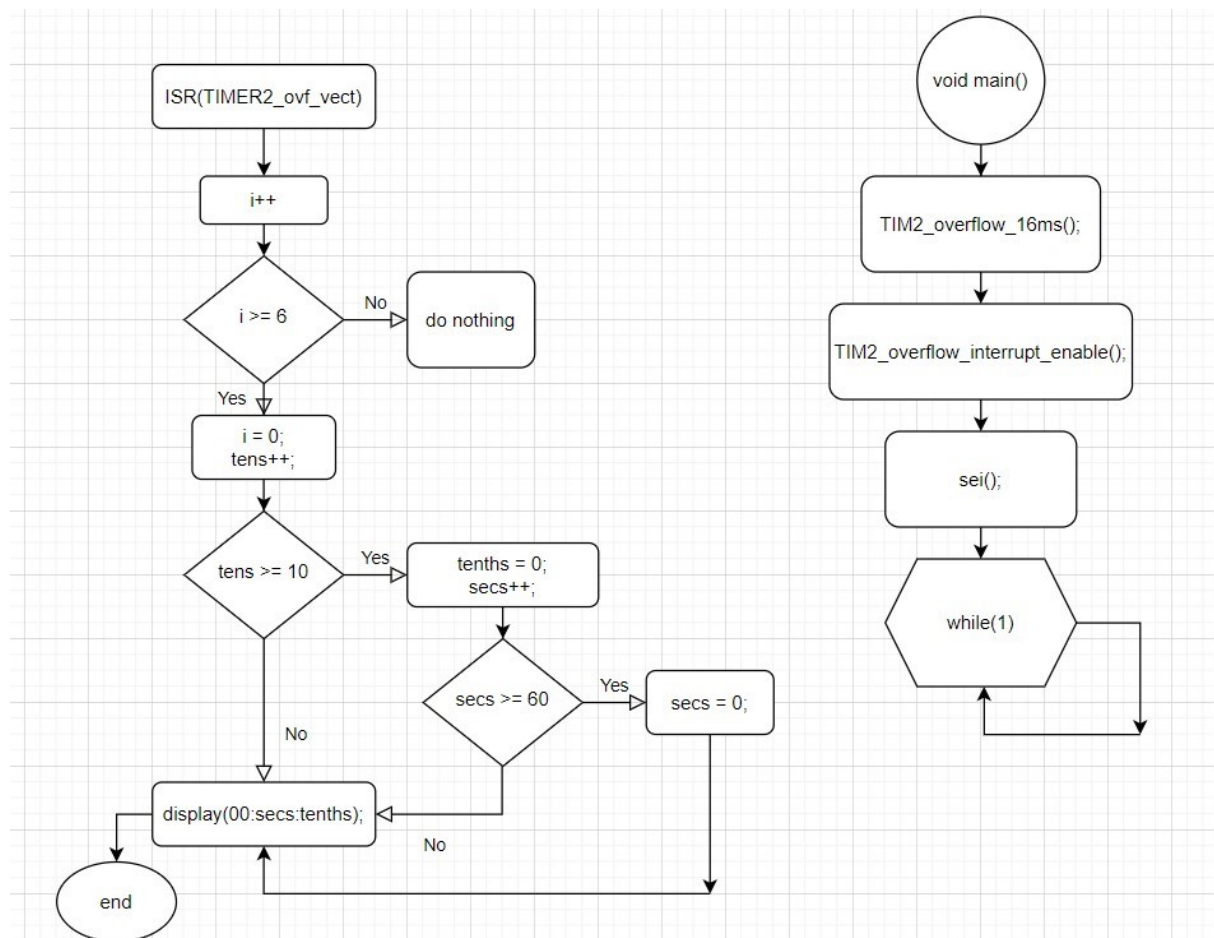 ISR(TIMER2_ovf_vect)
i++
i >= 6
No
do nothing
Yes
i = 0;
tens++;
tens >= 10
Yes
tenths = 0;
secs++;
secs >= 60
Yes
secs = 0;
No
display(00:secs:tenths);
No
end
void main()
TIM2_overflow_16ms();
TIM2_overflow_interrupt_enable();
sei();
while(1)